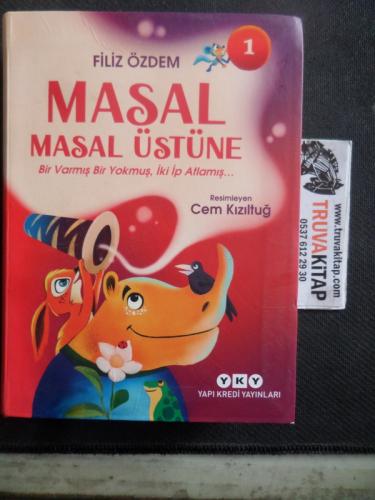 FİLİZ ÖZDEM
1
MASAL
MASAL ÜSTÜNE
Bir Varmış Bir Yokmuş, İki İp Atlamış...
Resimleyen
Cem Kızıltuğ
YKY
YAPI KREDİ YAYINLARI
www.truvakitap.com
TRUVAKİTAP
0537 612 29 30